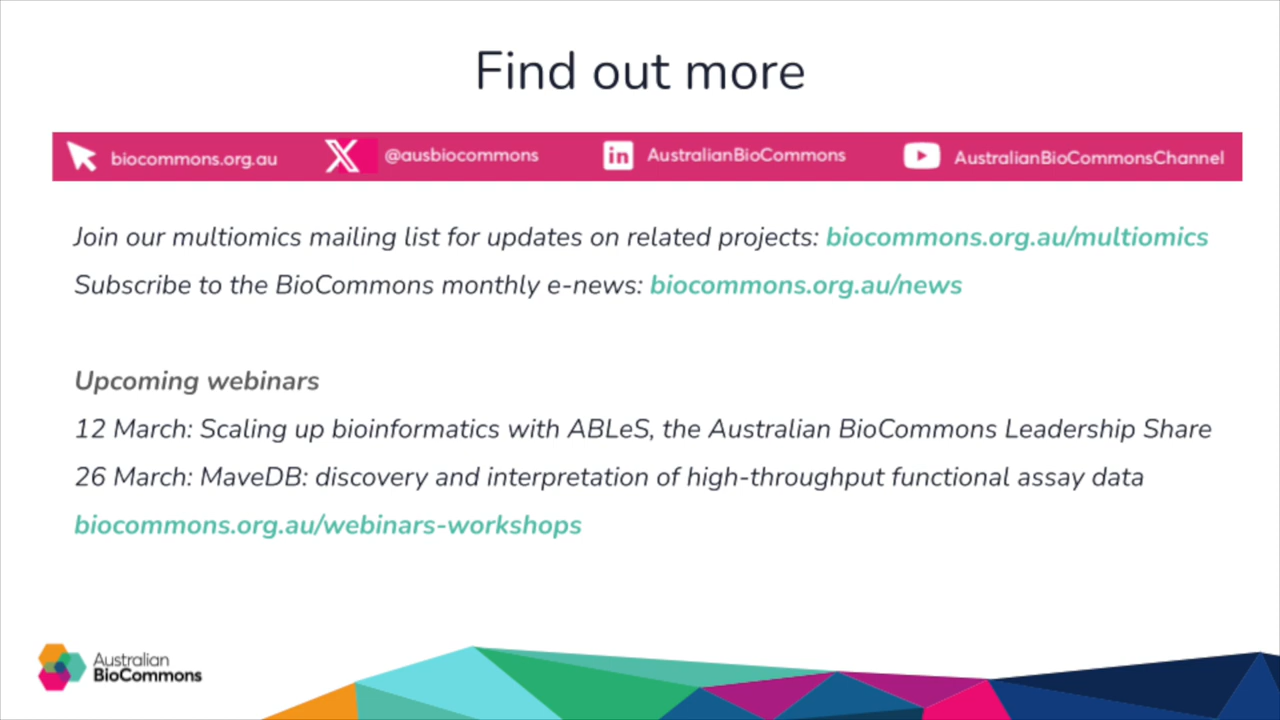 Find out more
biocommons.org.au
@ausbiocommons
AustralianBioCommons
AustralianBioCommonsChannel
Join our multiomics mailing list for updates on related projects: biocommons.org.au/multiomics
Subscribe to the BioCommons monthly e-news: biocommons.org.au/news
Upcoming webinars
12 March: Scaling up bioinformatics with ABLeS, the Australian BioCommons Leadership Share
26 March: MaveDB: discovery and interpretation of high-throughput functional assay data
biocommons.org.au/webinars-workshops
Australian
BioCommons